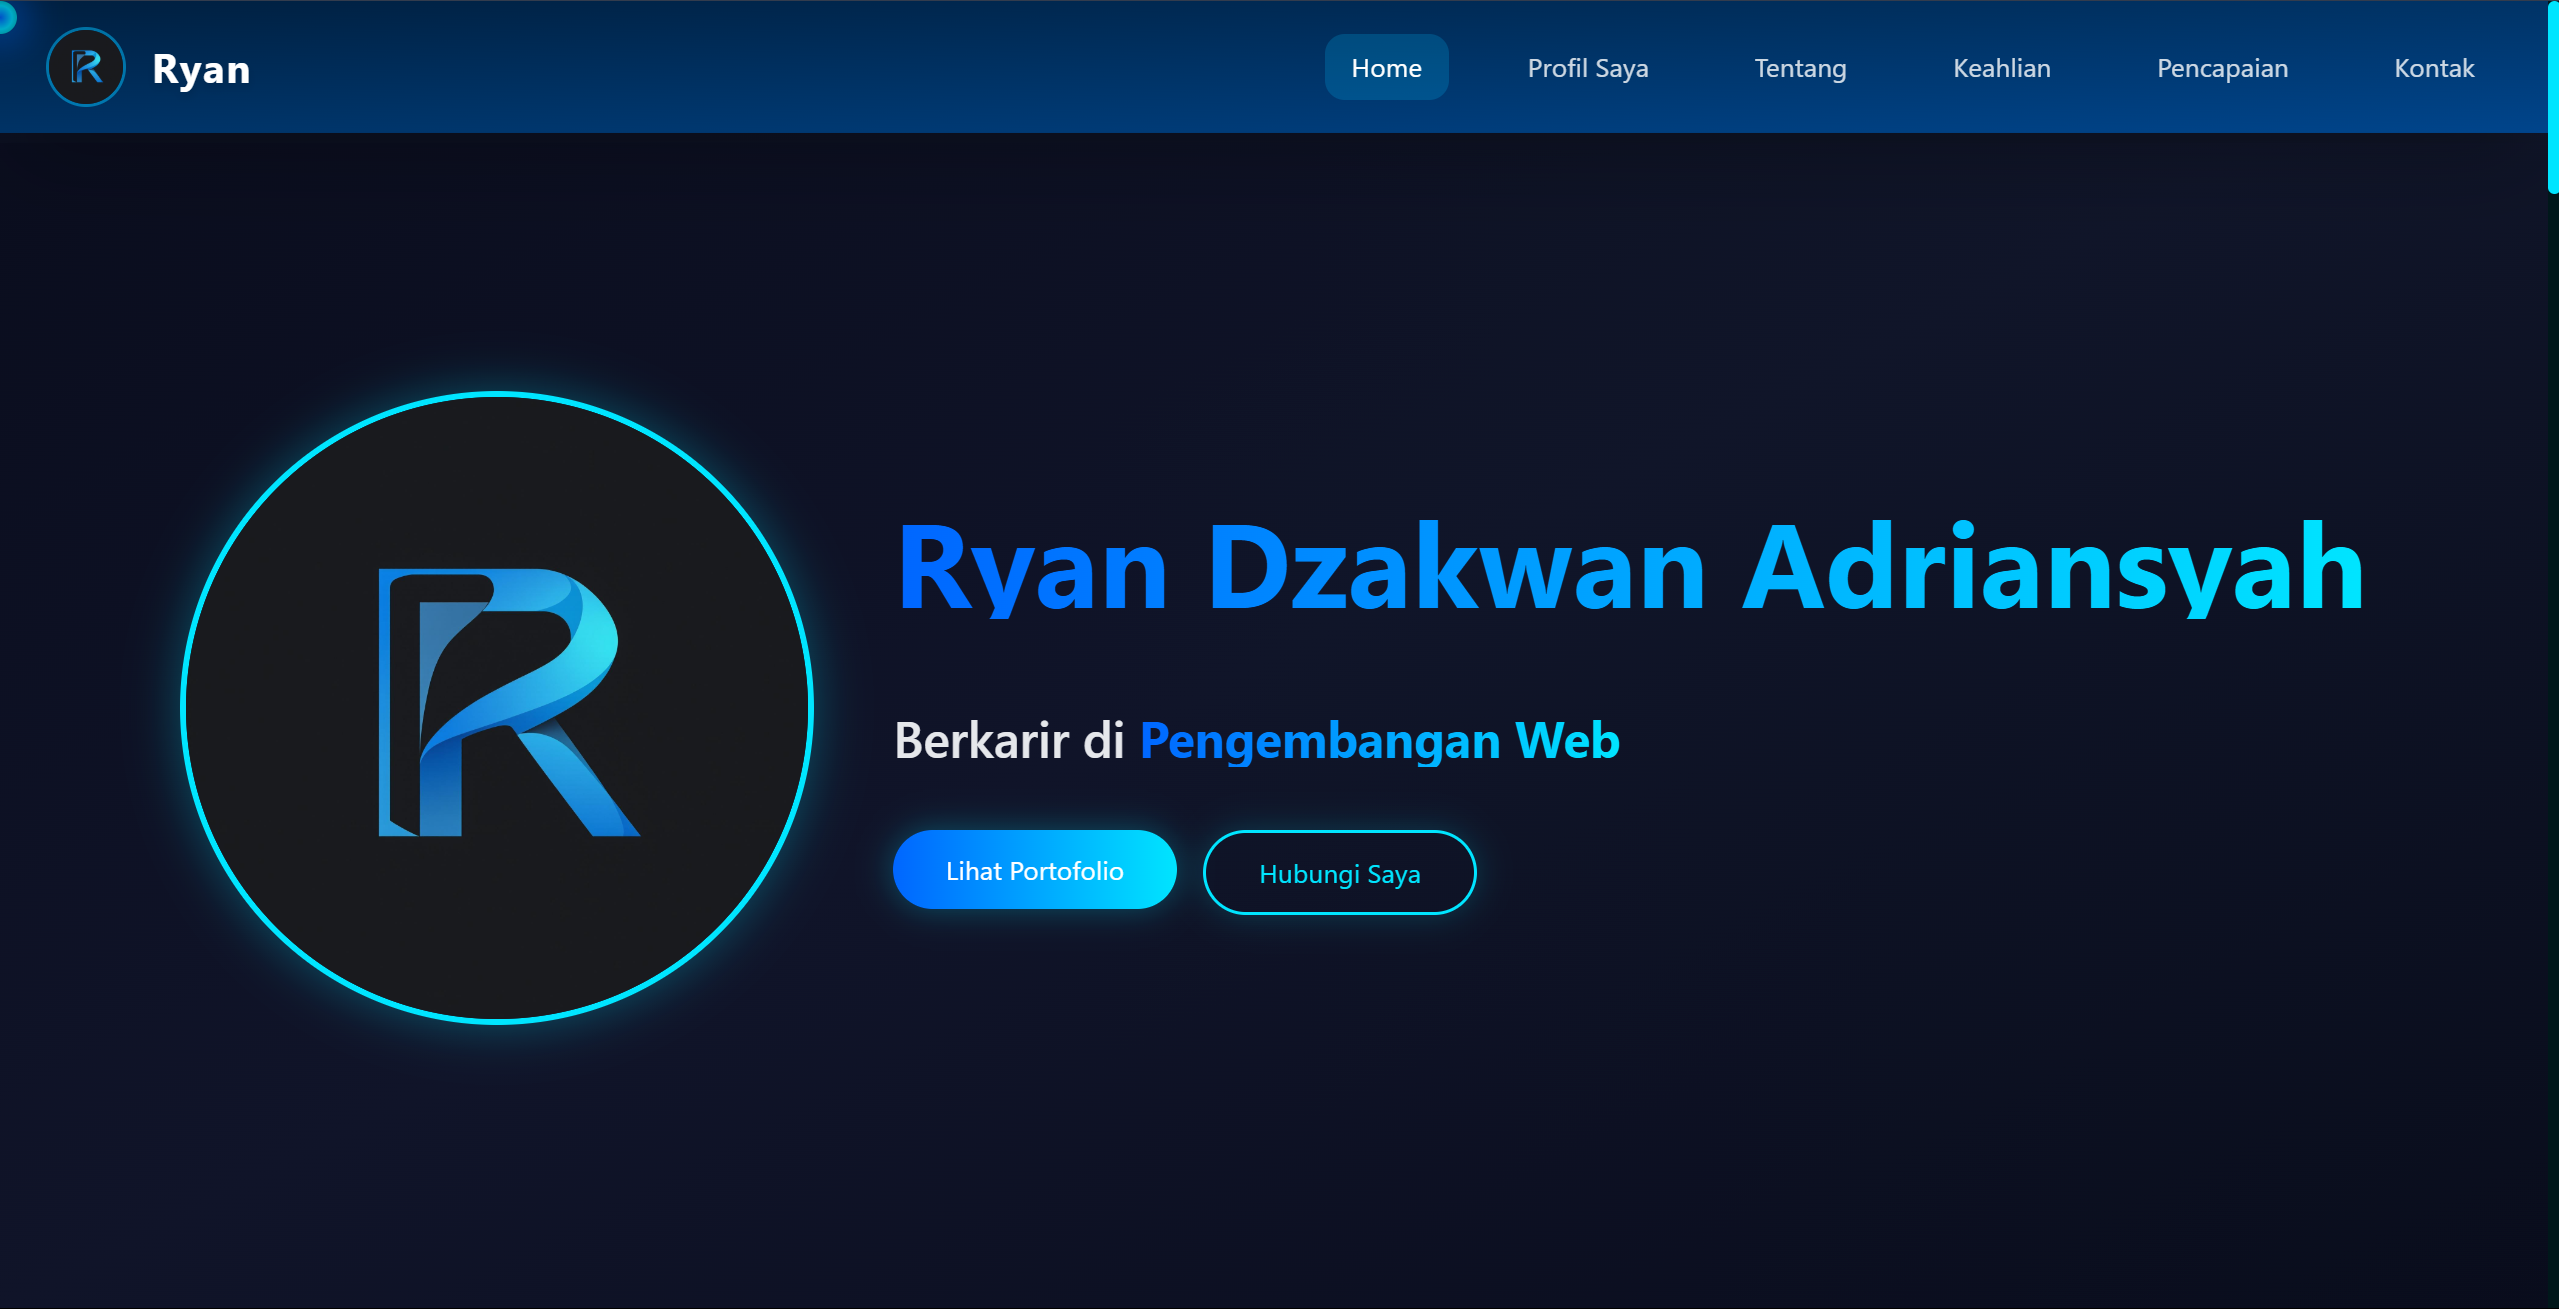 Ryan
Home Profil Saya Tentang Keahlian Pencapaian Kontak
Ryan Dzakwan Adriansyah
Berkarir di Pengembangan Web
Lihat Portofolio Hubungi Saya